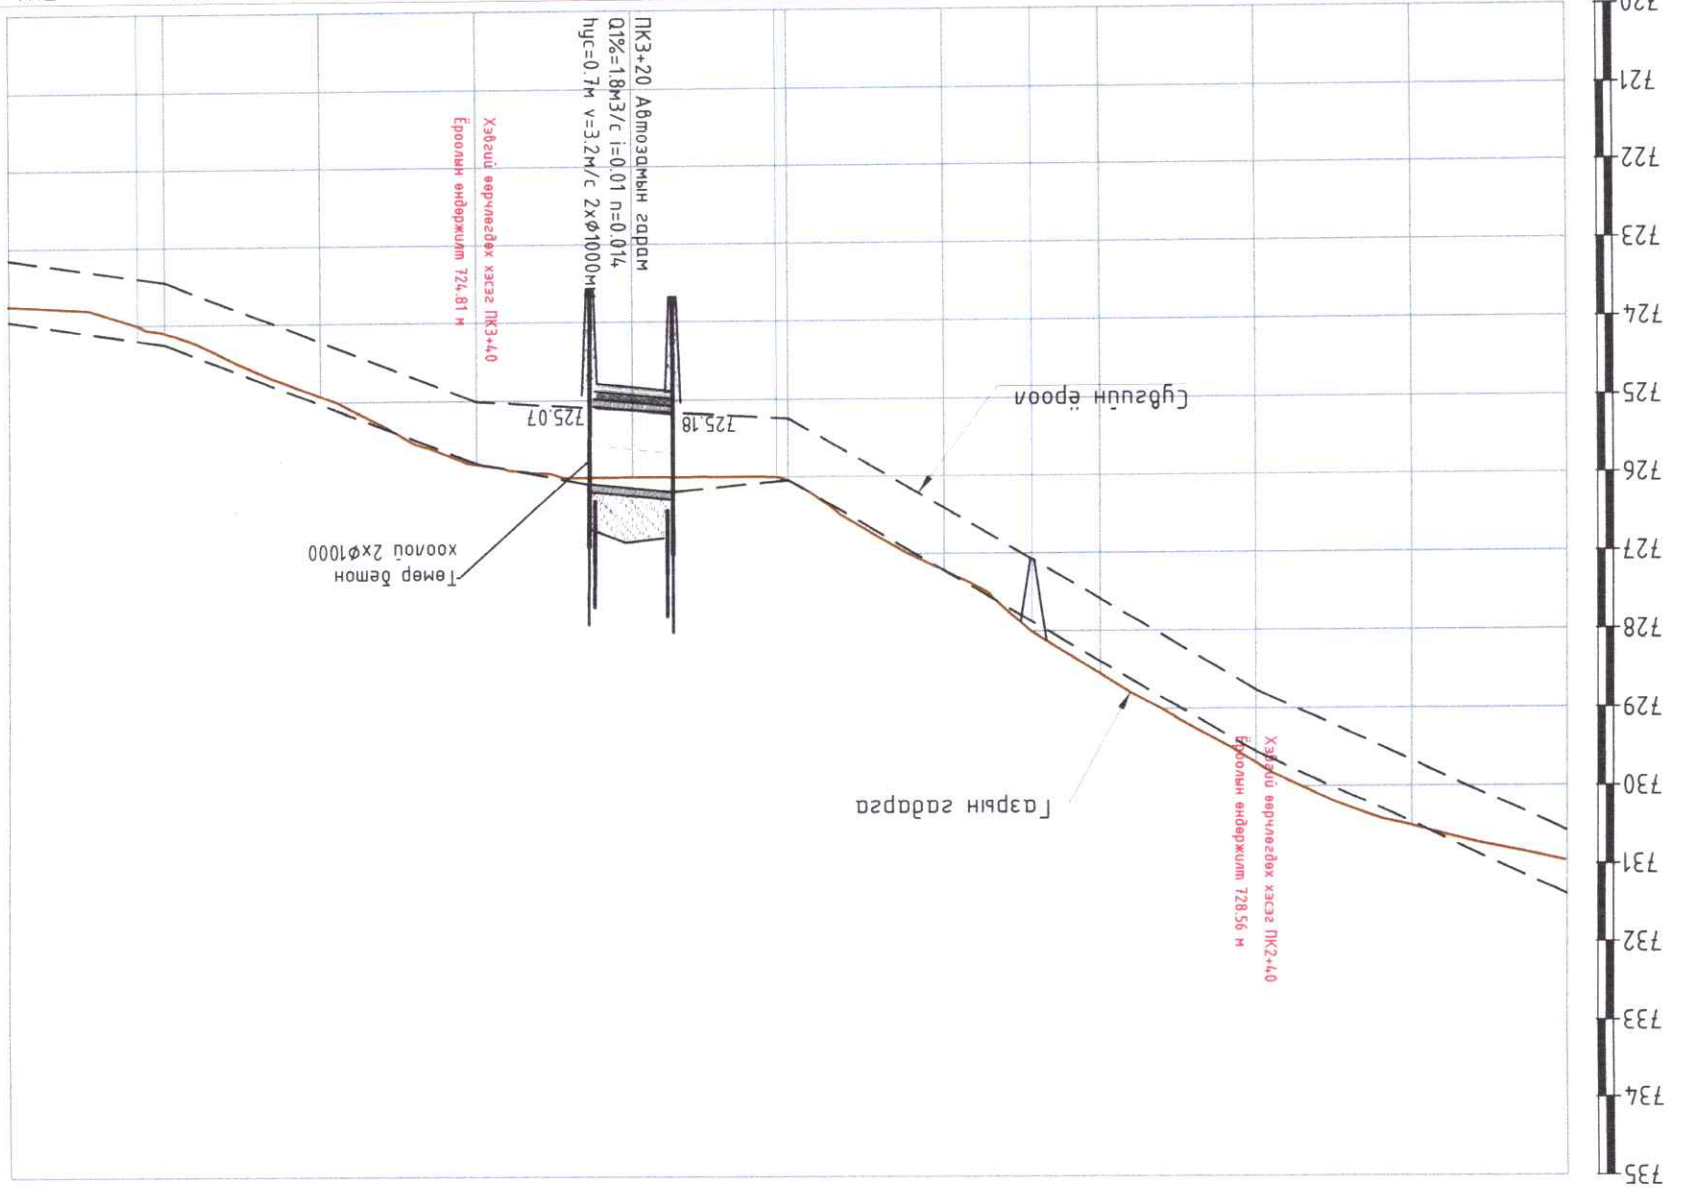 735
734
733
732
731
730
729
728
727
726
725
724
723
722
721
720
Хэвгий өөрчлөгдөх хэсэг ПК2+40
Ёроолын өндөржилт 728.56 м
Газрын гадарга
Сувгийн ёроол
Төмөр бетон
хоолой 2хФ1000
725.18
725.07
ПК3+20 Автозамын гарам
Q1%=1.8м3/с i=0.01 n=0.014
hус=0.7м v=3.2м/с 2хФ1000м
Хэвгий өөрчлөгдөх хэсэг ПК3+40
Ёроолын өндөржилт 724.81 м